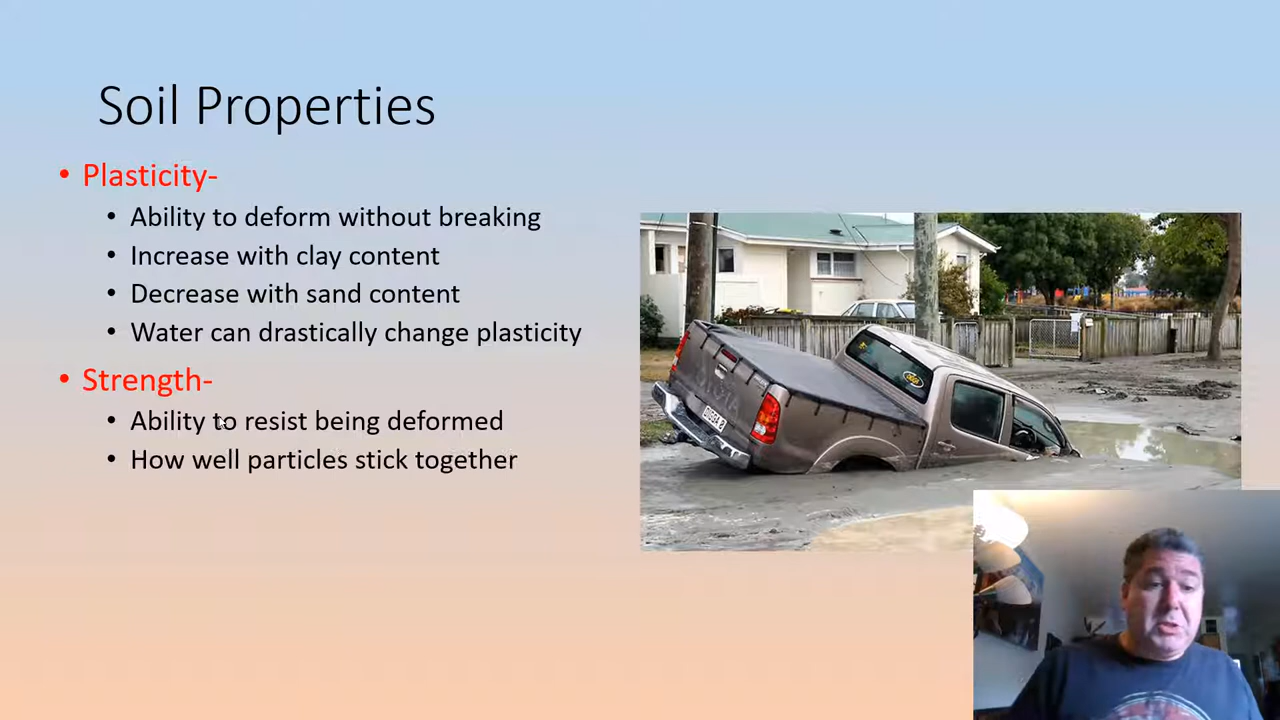 Soil Properties
• Plasticity-
• Ability to deform without breaking
• Increase with clay content
• Decrease with sand content
• Water can drastically change plasticity
• Strength-
• Ability to resist being deformed
• How well particles stick together